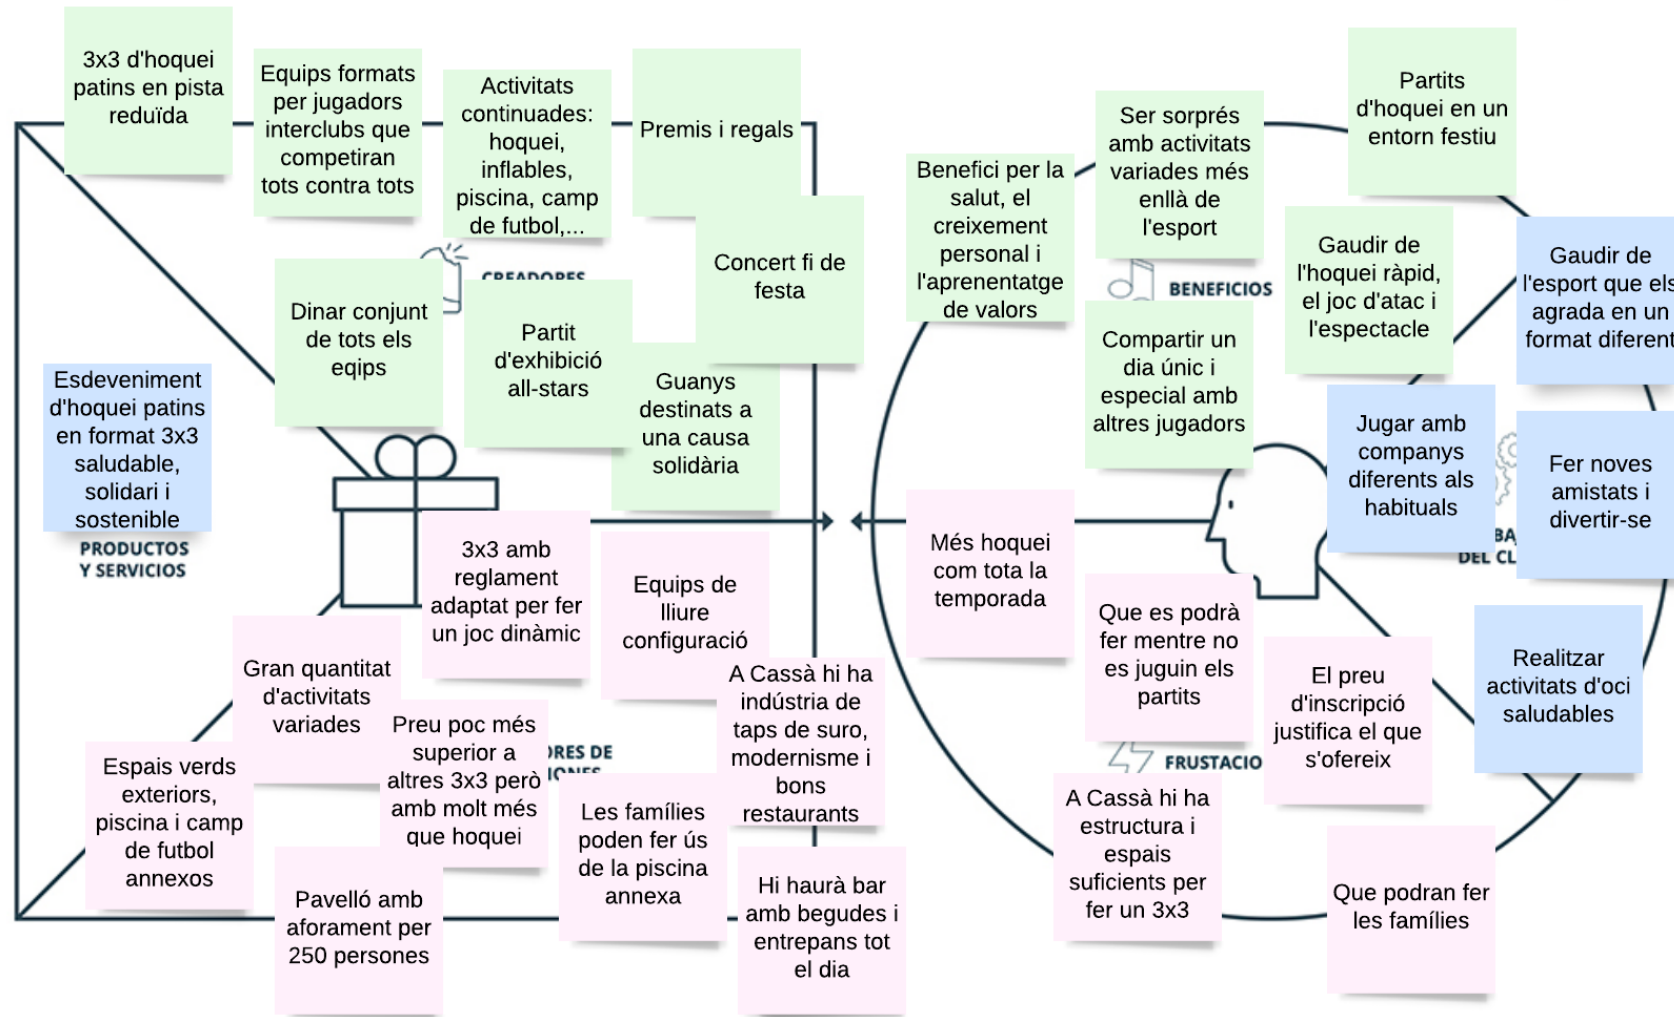 3x3 d'hoquei
patins en pista
reduïda
Equips formats
per jugadors
interclubs que
competiran
tots contra tots
Activitats
continuades:
hoquei,
inflables,
piscina, camp
de futbol,...
Premis i regals
Concert fi de
festa
CREADORES
Dinar conjunt
de tots els
eqips
Partit
d'exhibició
all-stars
Guanys
destinats a
una causa
solidària
Esdeveniment
d'hoquei patins
en format 3x3
saludable,
solidari i
sostenible
PRODUCTOS
Y SERVICIOS
3x3 amb
reglament
adaptat per fer
un joc dinàmic
Equips de
lliure
configuració
Gran quantitat
d'activitats
variades
Preu poc més
superior a
altres 3x3 però
amb molt més
que hoquei
A Cassà hi ha
indústria de
taps de suro,
modernisme i
bons
restaurants
Espais verds
exteriors,
piscina i camp
de futbol
annexos
Les famílies
poden fer ús
de la piscina
annexa
Pavelló amb
aforament per
250 persones
Hi haurà bar
amb begudes i
entrepans tot
el dia
Benefici per la
salut, el
creixement
personal i
l'aprenentatge
de valors
Ser sorprés
amb activitats
variades més
enllà de
l'esport
Partits
d'hoquei en un
entorn festiu
BENEFICIOS
Gaudir de
l'hoquei ràpid,
el joc d'atac i
l'espectacle
Gaudir de
l'esport que els
agrada en un
format diferent
Compartir un
dia únic i
especial amb
altres jugadors
Jugar amb
companys
diferents als
habituals
Fer noves
amistats i
divertir-se
Més hoquei
com tota la
temporada
Que es podrà
fer mentre no
es juguin els
partits
El preu
d'inscripció
justifica el que
s'ofereix
Realitzar
activitats d'oci
saludables
FRUSTACIO
A Cassà hi ha
estructura i
espais
suficients per
fer un 3x3
Que podran fer
les famílies